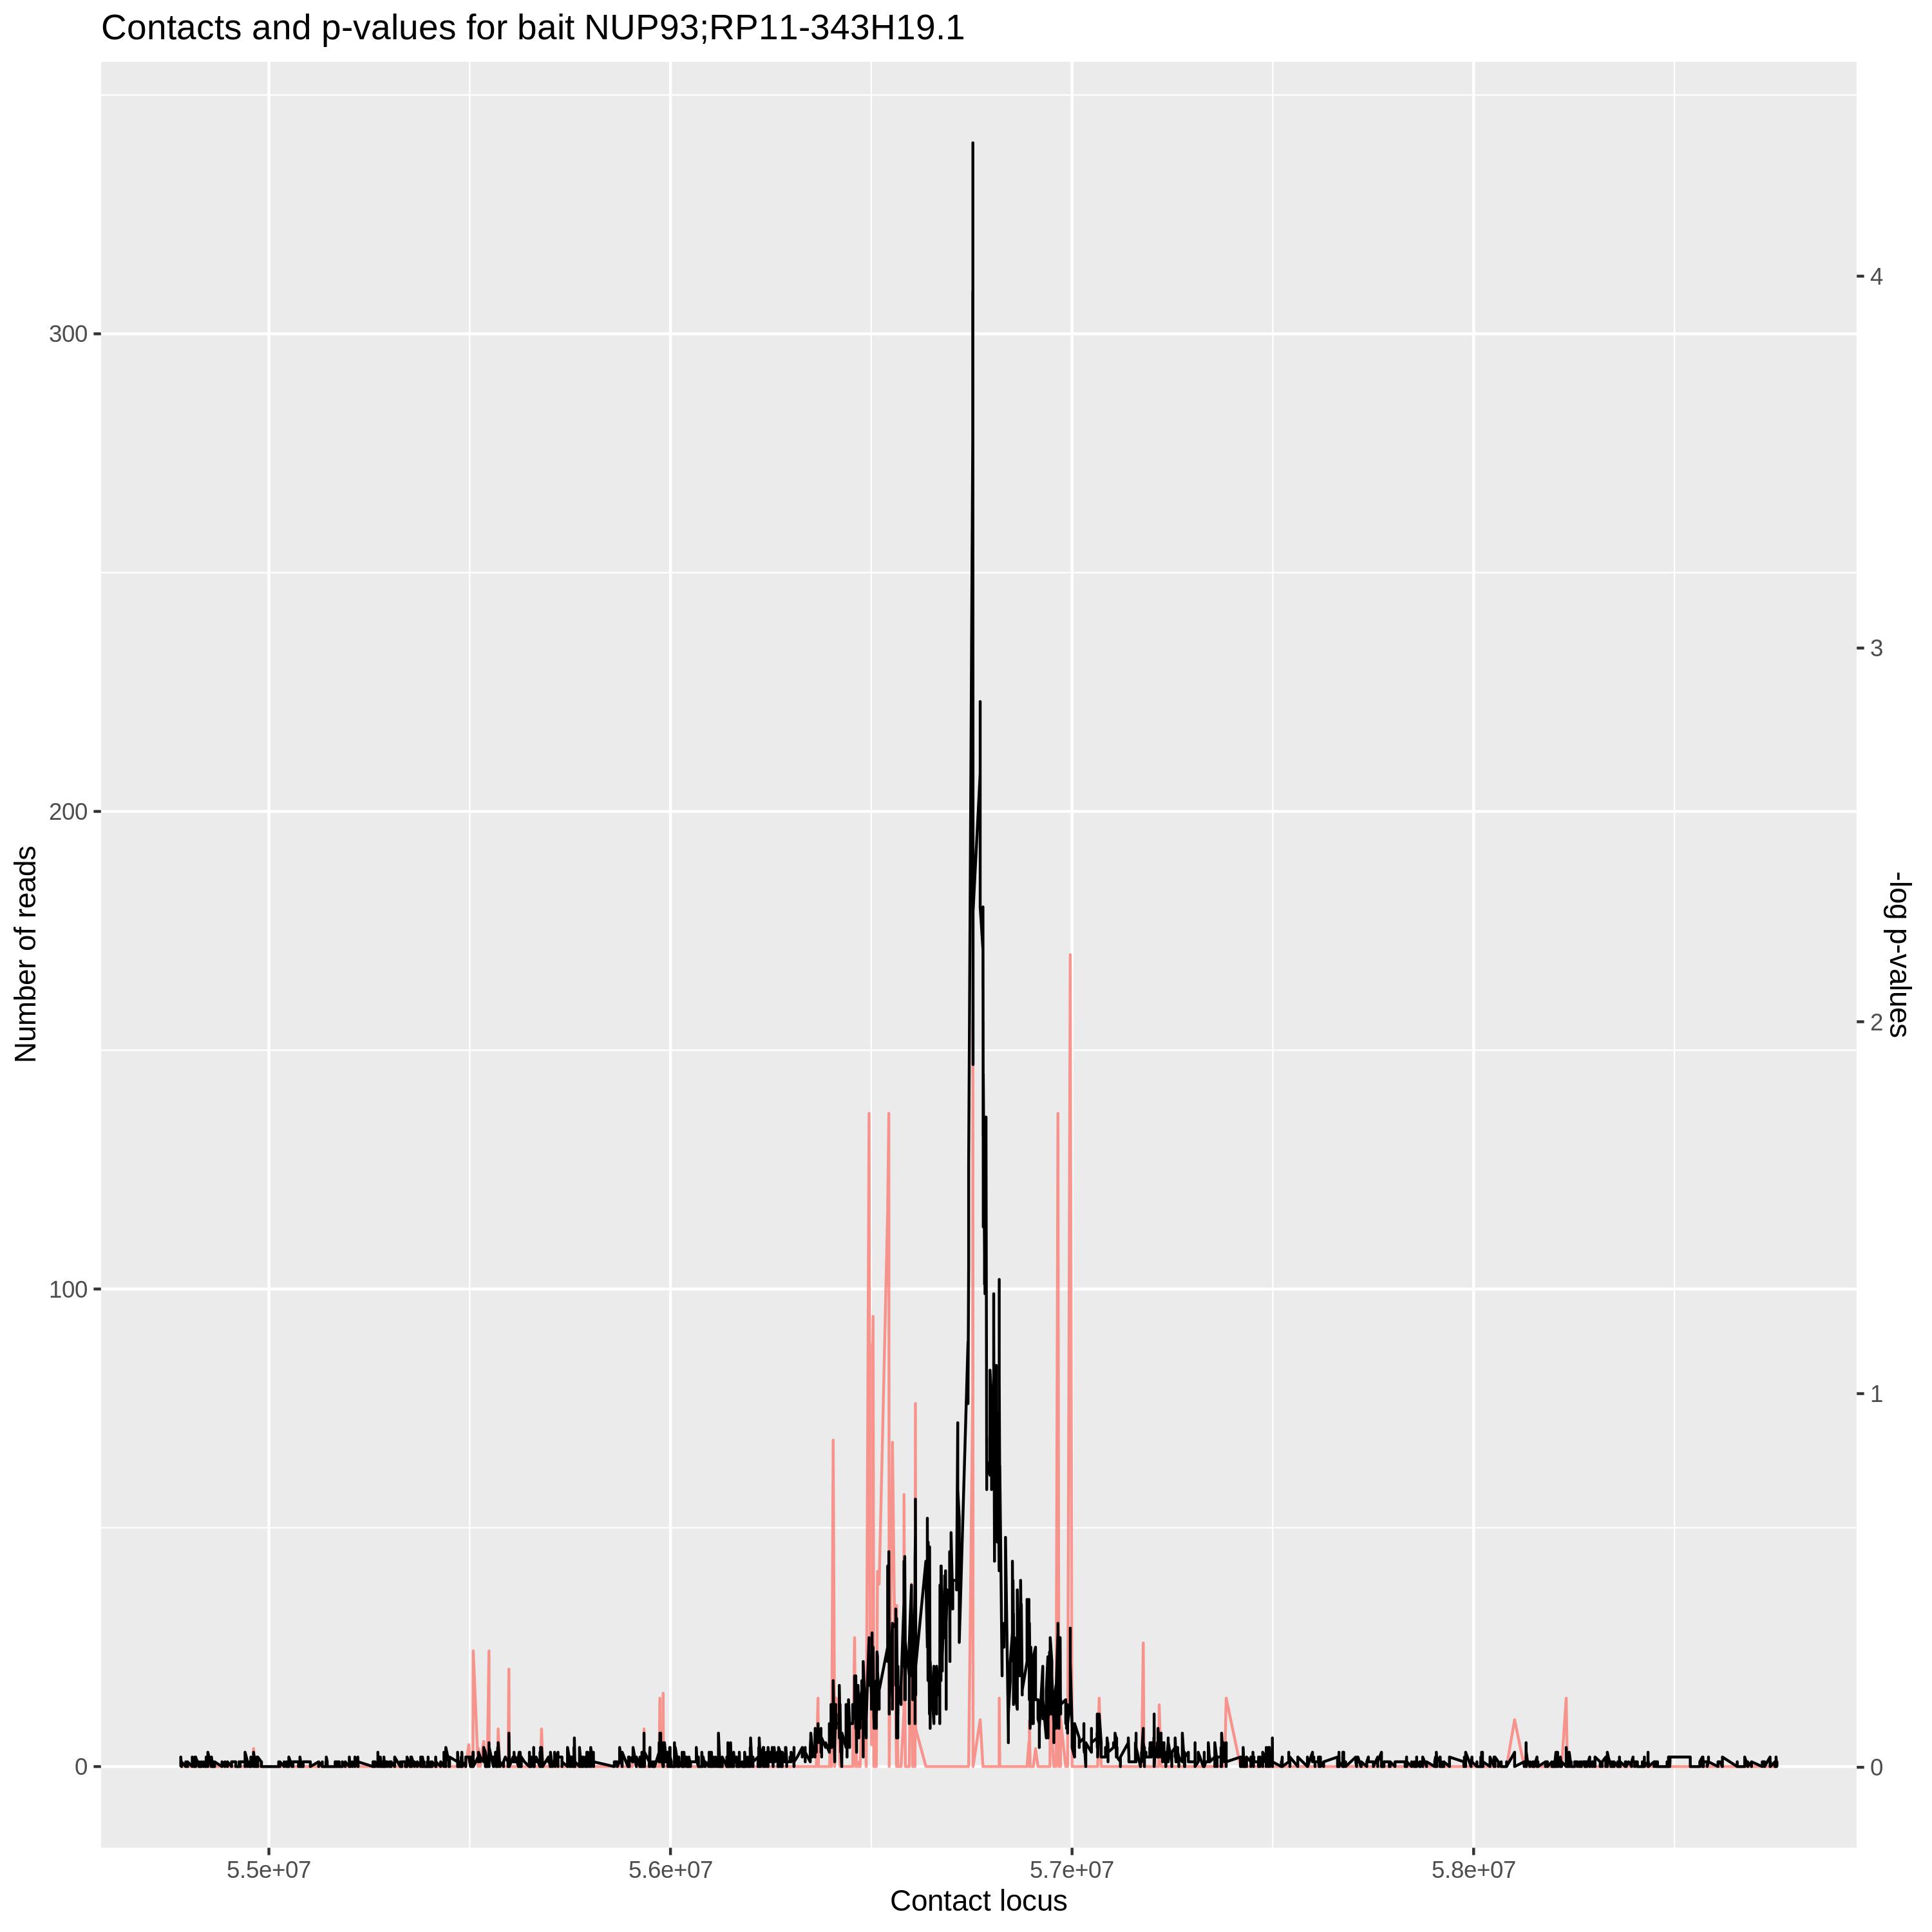 Contacts and p-values for bait NUP93;RP11-343H19.1
300
200
100
0
Number of reads
4
3
2
1
0
-log p-values
5.5e+07
5.6e+07
5.7e+07
5.8e+07
Contact locus